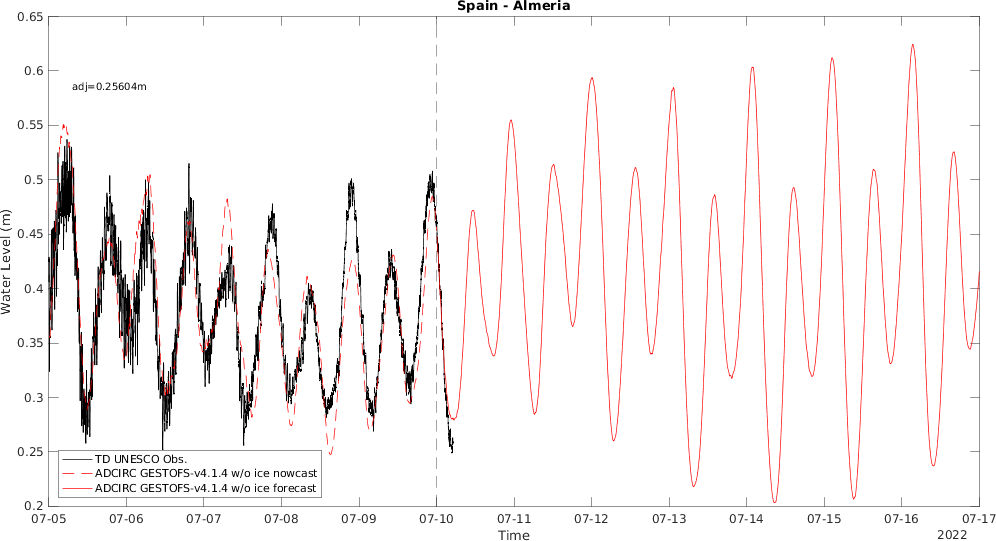 Spain - Almeria
0.65
0.6
0.55
0.5
0.45
0.4
0.35
0.3
0.25
0.2
Water Level (m)
adj=0.25604m
TD UNESCO Obs.
ADCIRC GESTOFS-v4.1.4 w/o ice nowcast
ADCIRC GESTOFS-v4.1.4 w/o ice forecast
07-05 07-06 07-07 07-08 07-09 07-10 07-11 07-12 07-13 07-14 07-15 07-16 07-17
Time
2022